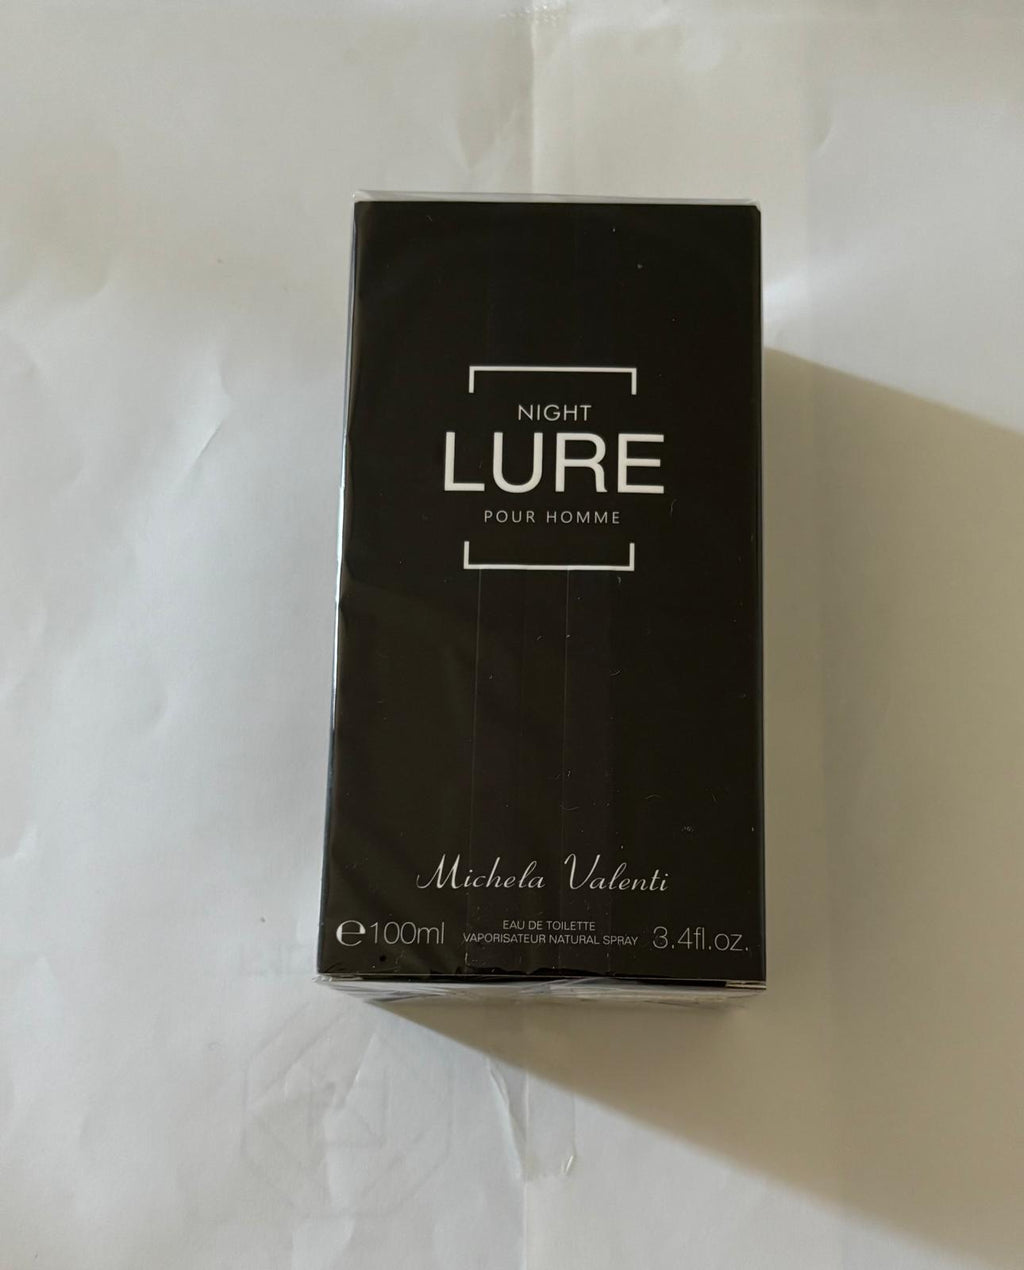 NIGHT
LURE
POUR HOMME
Michela Valenti
℮100ml
EAU DE TOILETTE
VAPORISATEUR NATURAL SPRAY
3.4fl.oz.